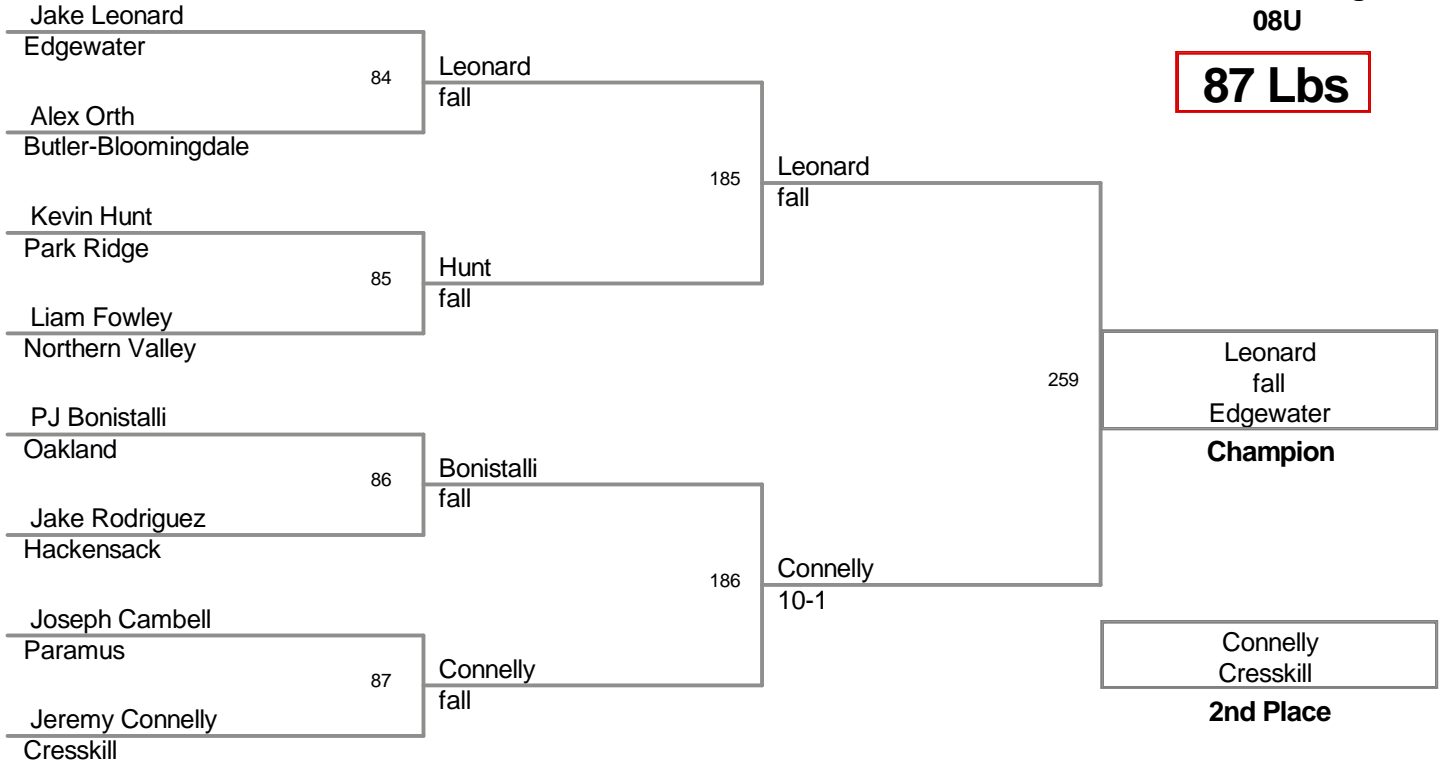 08U
87 Lbs
Jake Leonard
Edgewater
84
Leonard
fall
Alex Orth
Butler-Bloomingdale
185
Leonard
fall
Kevin Hunt
Park Ridge
85
Hunt
fall
Liam Fowley
Northern Valley
259
Leonard
fall
Edgewater
Champion
PJ Bonistalli
Oakland
86
Bonistalli
fall
Jake Rodriguez
Hackensack
186
Connelly
10-1
Joseph Cambell
Paramus
87
Connelly
fall
Jeremy Connelly
Cresskill
Connelly
Cresskill
2nd Place